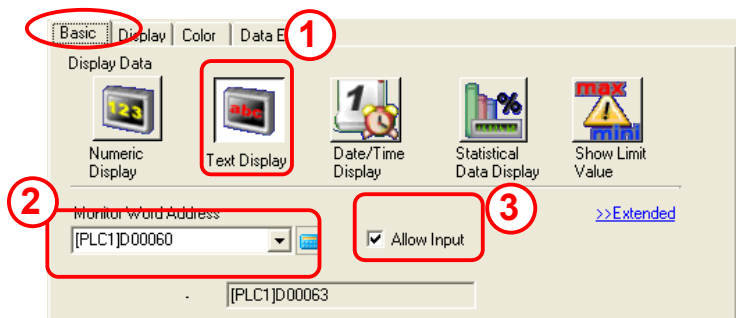 Basic Display Color Data E
1
Display Data
123
abc
1
%
max
mini
Numeric
Display
Text Display
Date/Time
Display
Statistical
Data Display
Show Limit
Value
2
Monitor Word Address
3
>>Extended
[PLC1]D00060
Allow Input
- [PLC1]D00063